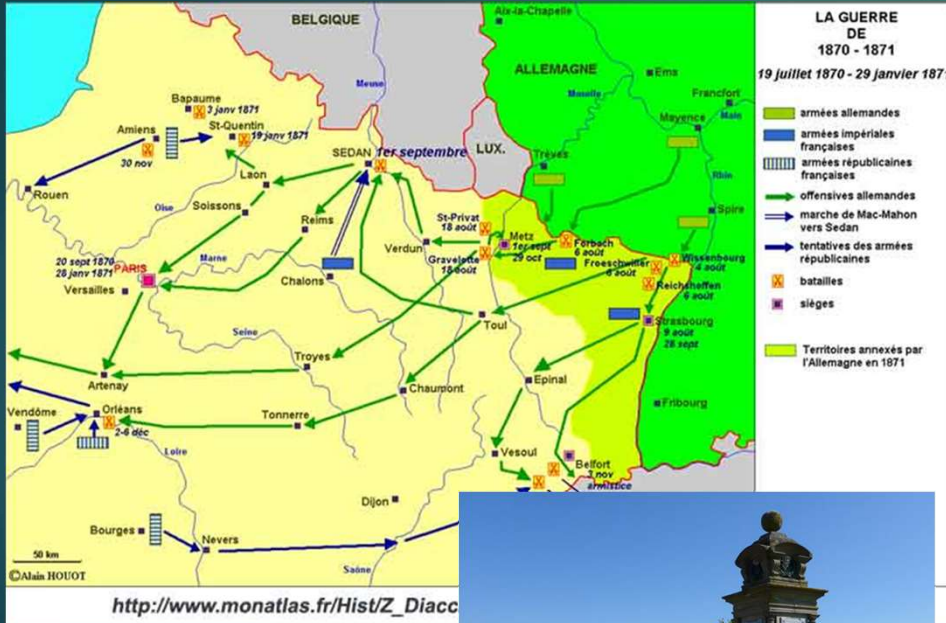 LA GUERRE
DE
1870 - 1871
19 juillet 1870 - 29 janvier 1871
armées allemandes
armées impériales
françaises
armées républicaines
françaises
offensives allemandes
marche de Mac-Mahon
vers Sedan
tentatives des armées
républicaines
batailles
sièges
Territoires annexés par
l'Allemagne en 1871
BELGIQUE
Aix-la-Chapelle
ALLEMAGNE
Ems
Francfort
Main
Mayence
Moselle
Meuse
LUX.
Trèves
Rhin
Spire
Bapaume
3 janv 1871
Amiens
30 nov
St-Quentin
19 janv 1871
SEDAN
1er septembre
Rouen
Laon
Oise
Soissons
Reims
Verdun
St-Privat
18 août
Gravelotte
18 août
Metz
1er sept
29 oct
Forbach
6 août
Froeschwiller
6 août
Wissenbourg
4 août
Reichshoffen
6 août
20 sept 1870
28 janv 1871
PARIS
Versailles
Marne
Chalons
Toul
Strasbourg
9 août
28 sept
Seine
Troyes
Artenay
Chaumont
Epinal
Fribourg
Vendôme
Orléans
2-6 déc
Tonnerre
Loire
Vesoul
Belfort
3 nov
armistice
Dijon
Bourges
Nevers
Saône
50 km
©Alain HOUOT
http://www.monatlas.fr/Hist/Z_Diacc